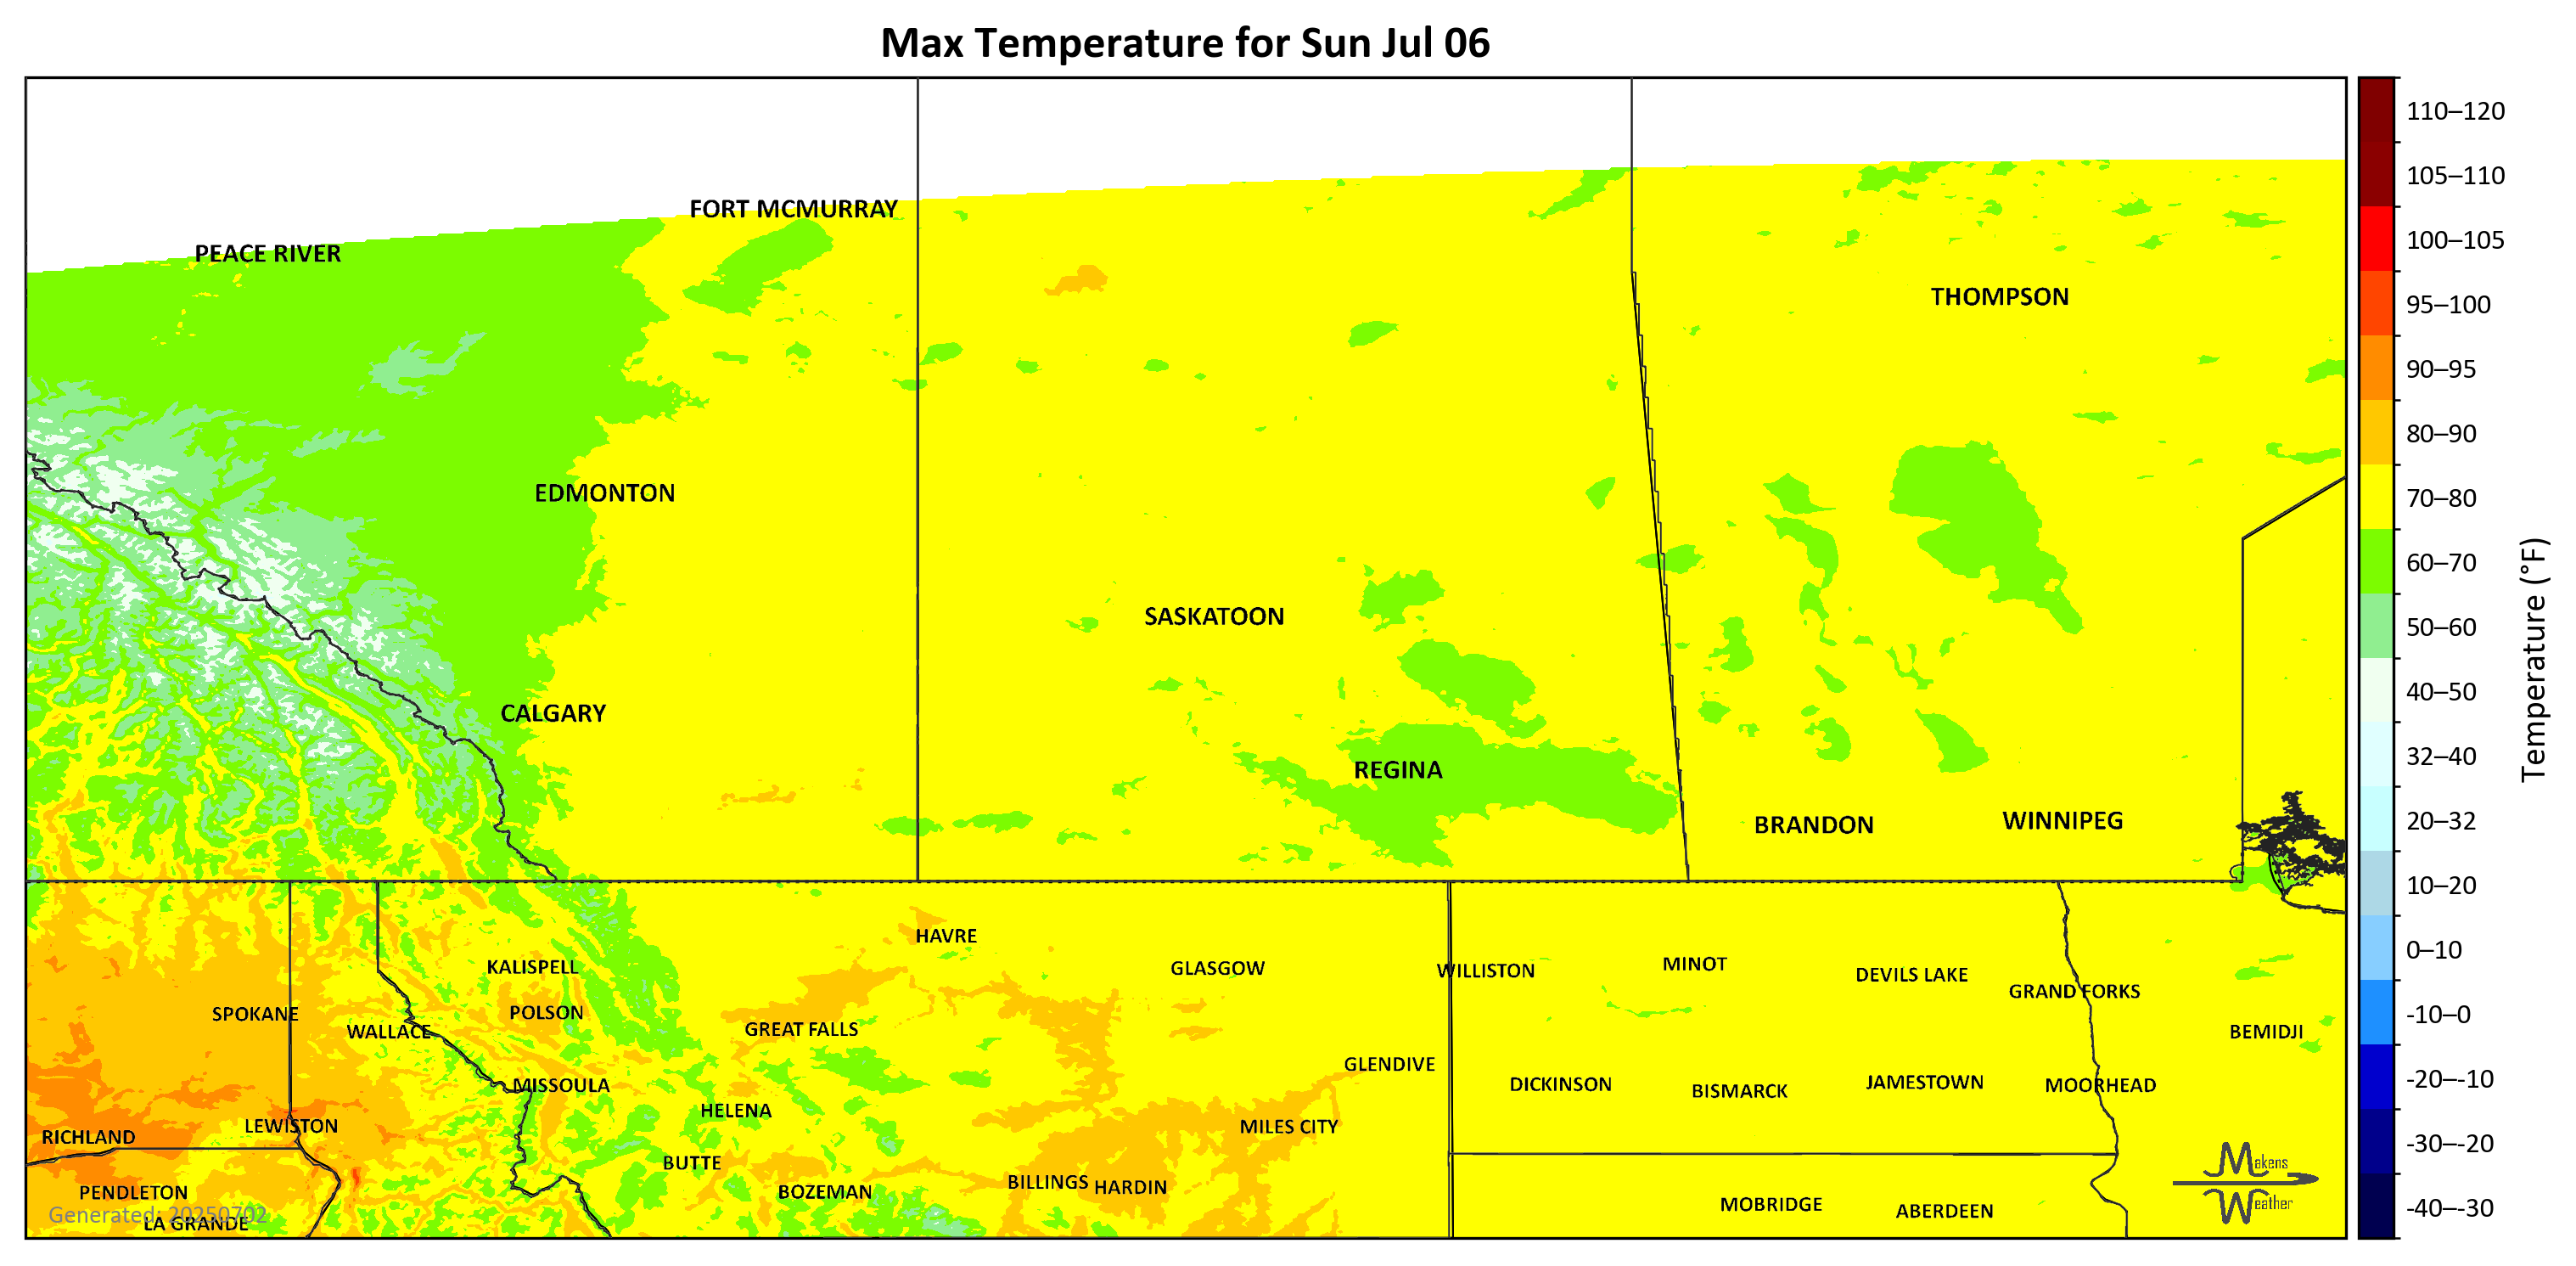 Max Temperature for Sun Jul 06
110–120
105–110
100–105
95–100
90–95
80–90
70–80
60–70
50–60
40–50
32–40
20–32
10–20
0–10
-10–0
-20–-10
-30–-20
-40–-30
Temperature (°F)
FORT MCMURRAY
PEACE RIVER
THOMPSON
EDMONTON
SASKATOON
CALGARY
REGINA
BRANDON
WINNIPEG
HAVRE
KALISPELL
GLASGOW
WILLISTON
MINOT
DEVILS LAKE
GRAND FORKS
SPOKANE
POLSON
WALLACE
GREAT FALLS
BEMIDJI
GLENDIVE
MISSOULA
DICKINSON
BISMARCK
JAMESTOWN
MOORHEAD
HELENA
LEWISTON
MILES CITY
RICHLAND
BUTTE
PENDLETON
BOZEMAN
BILLINGS
HARDIN
MOBRIDGE
ABERDEEN
LA GRANDE
Generated: 20250702
Makens
Weather